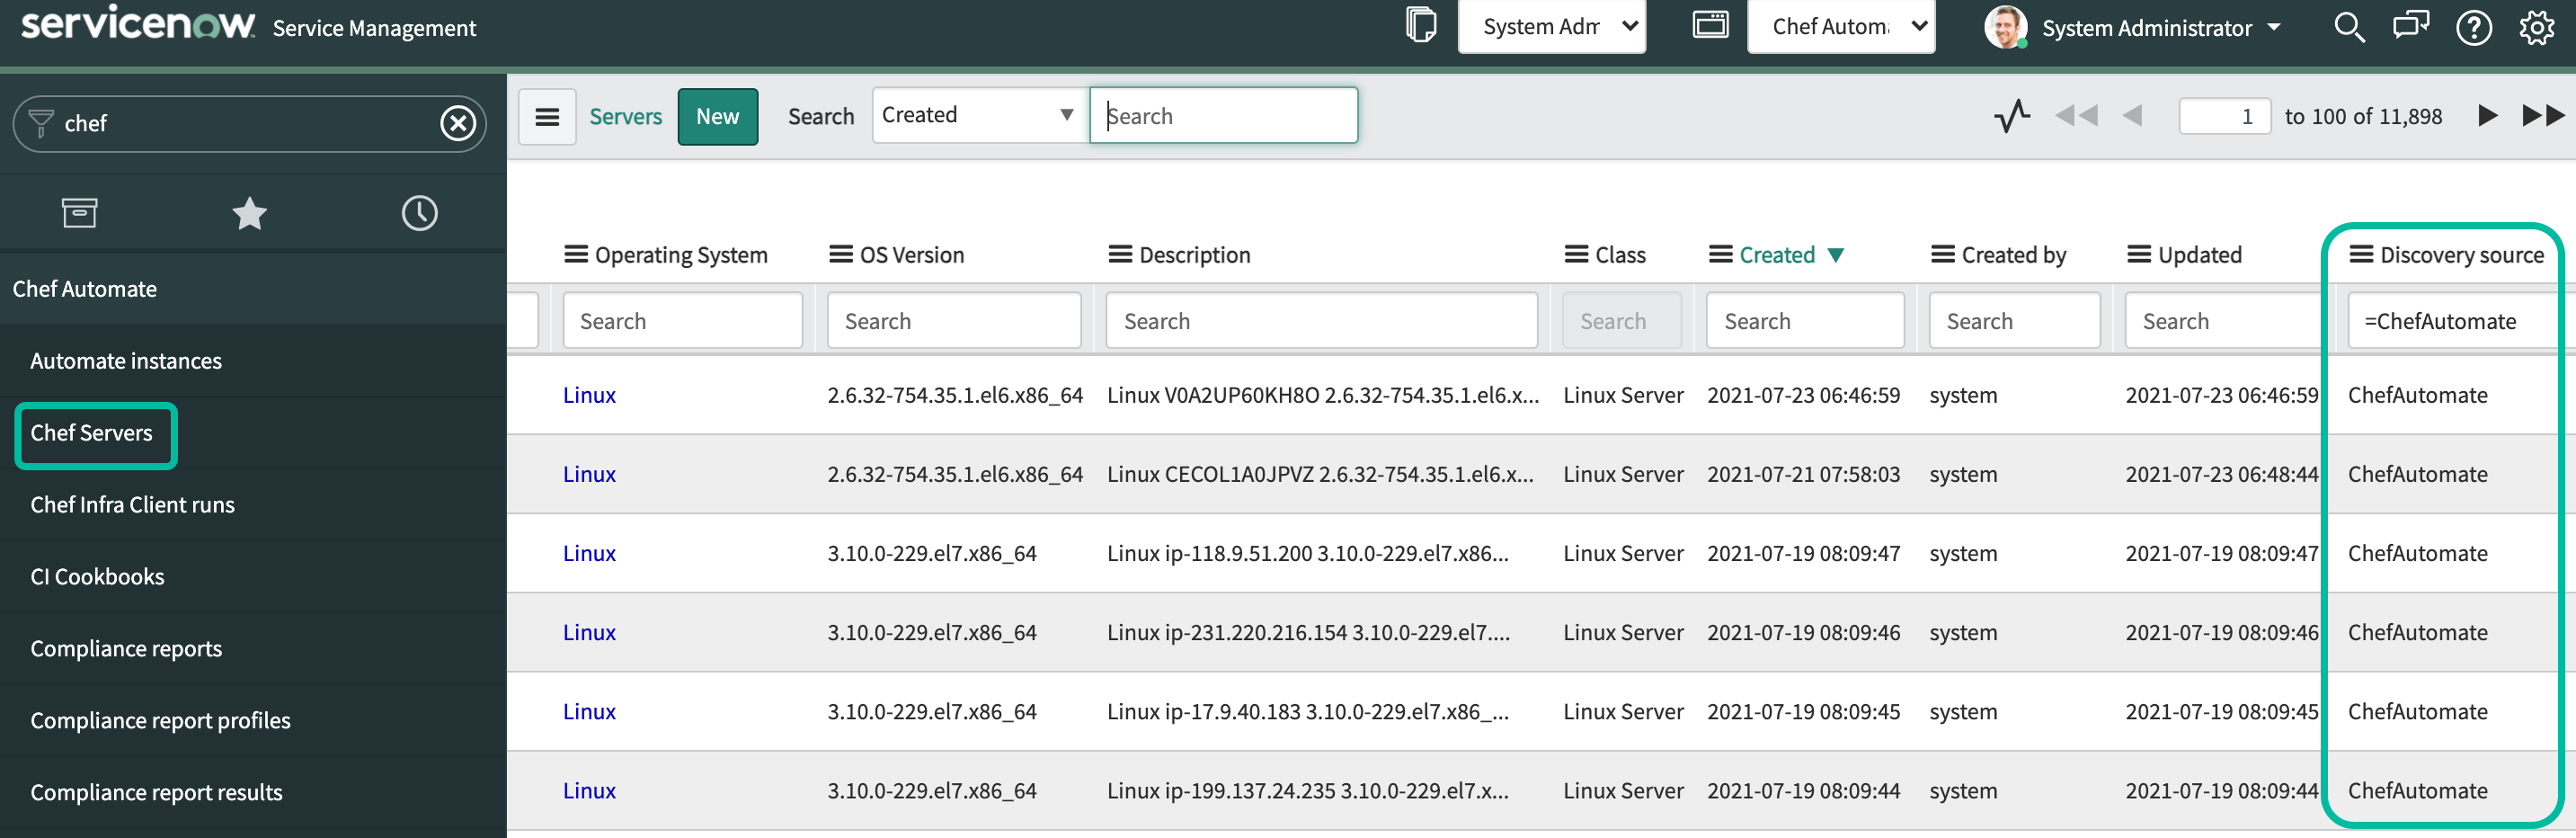 servicenow Service Management System Adm Chef Autom System Administrator
chef Servers New Search Created Search 1 to 100 of 11,898
Chef Automate
Automate instances
Chef Servers
Chef Infra Client runs
CI Cookbooks
Compliance reports
Compliance report profiles
Compliance report results
Operating System OS Version Description Class Created Created by Updated Discovery source
Search Search Search Search Search Search Search =ChefAutomate
Linux 2.6.32-754.35.1.el6.x86_64 Linux V0A2UP60KH8O 2.6.32-754.35.1.el6.x... Linux Server 2021-07-23 06:46:59 system 2021-07-23 06:46:59 ChefAutomate
Linux 2.6.32-754.35.1.el6.x86_64 Linux CECOL1A0JPVZ 2.6.32-754.35.1.el6.x... Linux Server 2021-07-21 07:58:03 system 2021-07-23 06:48:44 ChefAutomate
Linux 3.10.0-229.el7.x86_64 Linux ip-118.9.51.200 3.10.0-229.el7.x86... Linux Server 2021-07-19 08:09:47 system 2021-07-19 08:09:47 ChefAutomate
Linux 3.10.0-229.el7.x86_64 Linux ip-231.220.216.154 3.10.0-229.el7.... Linux Server 2021-07-19 08:09:46 system 2021-07-19 08:09:46 ChefAutomate
Linux 3.10.0-229.el7.x86_64 Linux ip-17.9.40.183 3.10.0-229.el7.x86_... Linux Server 2021-07-19 08:09:45 system 2021-07-19 08:09:45 ChefAutomate
Linux 3.10.0-229.el7.x86_64 Linux ip-199.137.24.235 3.10.0-229.el7.x... Linux Server 2021-07-19 08:09:44 system 2021-07-19 08:09:44 ChefAutomate